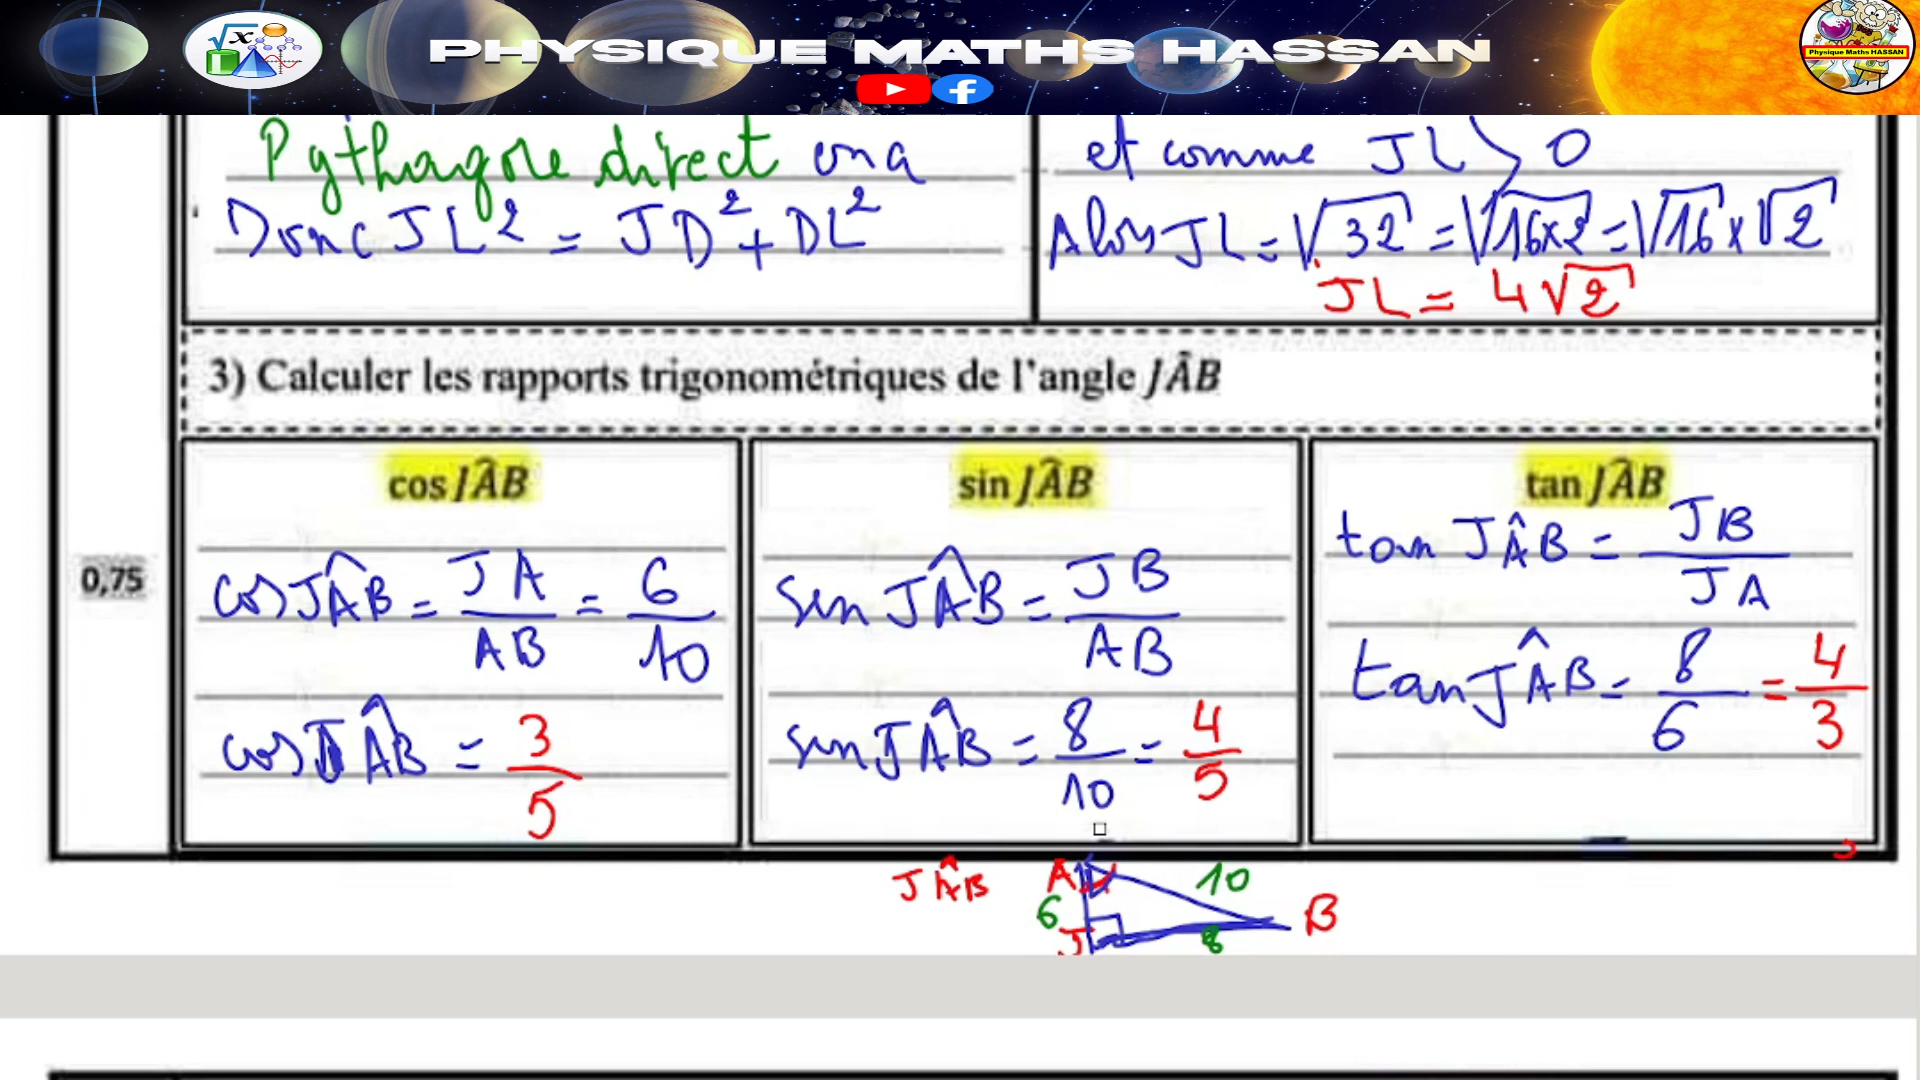 √x
PHYSIQUE MATHS HASSAN
Physique Maths HASSAN
Pythagore direct on a
Donc JL² = JD² + DL²
et comme JL > 0
Alors JL = √32 = √16×2 = √16 × √2
JL = 4√2
3) Calculer les rapports trigonométriques de l'angle JÂB
0,75
cos JÂB
cos JÂB = JA/AB = 6/10
cos JÂB = 3/5
sin JÂB
sin JÂB = JB/AB
sin JÂB = 8/10 = 4/5
tan JÂB
tan JÂB = JB/JA
tan JÂB = 8/6 = 4/3
JÂB
A
10
6
B
J
8